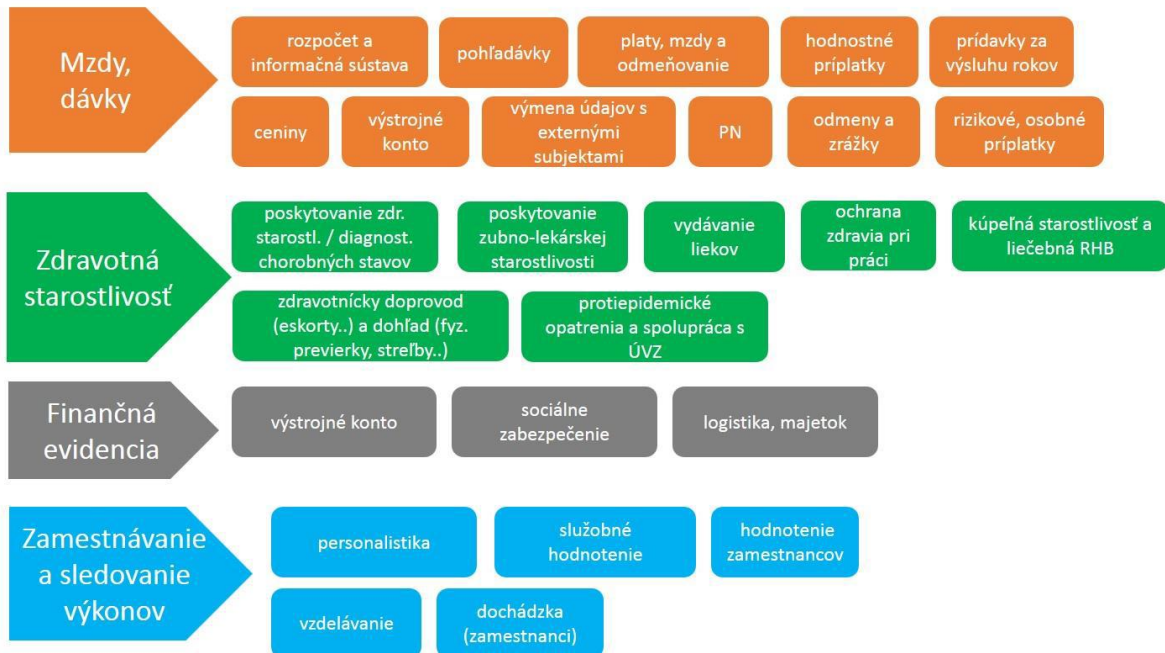 Mzdy,
dávky
rozpočet a
informačná sústava
pohľadávky
platy, mzdy a
odmeňovanie
hodnostné
príplatky
prídavky za
výsluhu rokov
ceniny
výstrojné
konto
výmena údajov s
externými
subjektami
PN
odmeny a
zrážky
rizikové, osobné
príplatky
Zdravotná
starostlivosť
poskytovanie zdr.
starostl. / diagnost.
chorobných stavov
poskytovanie
zubno-lekárskej
starostlivosti
vydávanie
liekov
ochrana
zdravia pri
práci
kúpeľná starostlivosť a
liečebná RHB
zdravotnícky doprovod
(eskorty..) a dohľad (fyz.
previerky, streľby..)
protiepidemické
opatrenia a spolupráca s
ÚVZ
Finančná
evidencia
výstrojné konto
sociálne
zabezpečenie
logistika, majetok
Zamestnávanie
a sledovanie
výkonov
personalistika
služobné
hodnotenie
hodnotenie
zamestnancov
vzdelávanie
dochádzka
(zamestnanci)